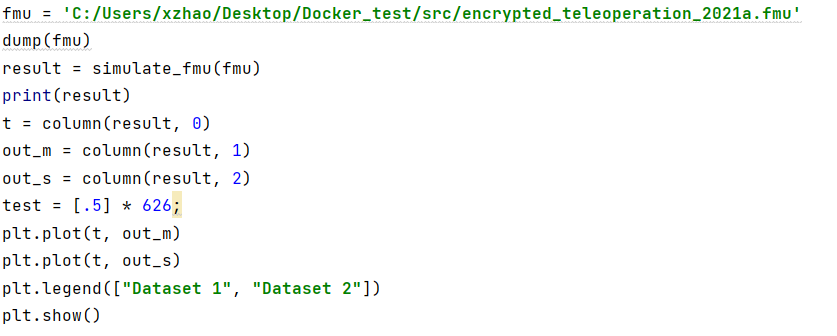 fmu = 'C:/Users/xzhao/Desktop/Docker_test/src/encrypted_teleoperation_2021a.fmu'
dump(fmu)
result = simulate_fmu(fmu)
print(result)
t = column(result, 0)
out_m = column(result, 1)
out_s = column(result, 2)
test = [.5] * 626;
plt.plot(t, out_m)
plt.plot(t, out_s)
plt.legend(["Dataset 1", "Dataset 2"])
plt.show()